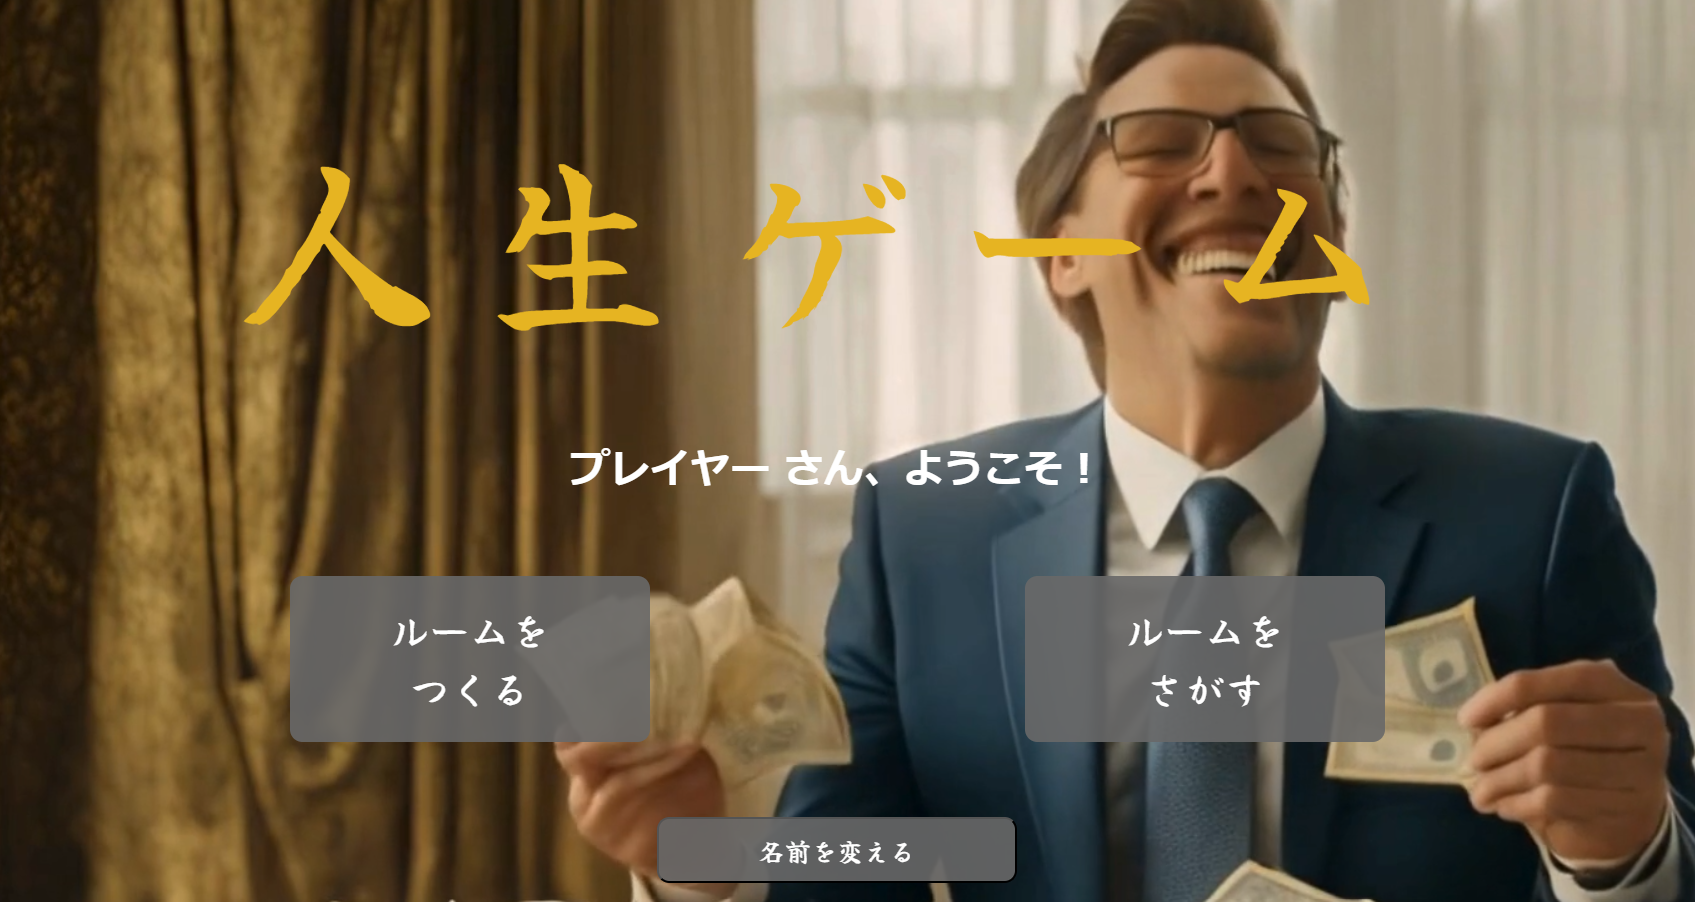 人生ゲーム
プレイヤー さん、ようこそ！
ルームを
つくる
ルームを
さがす
名前を変える